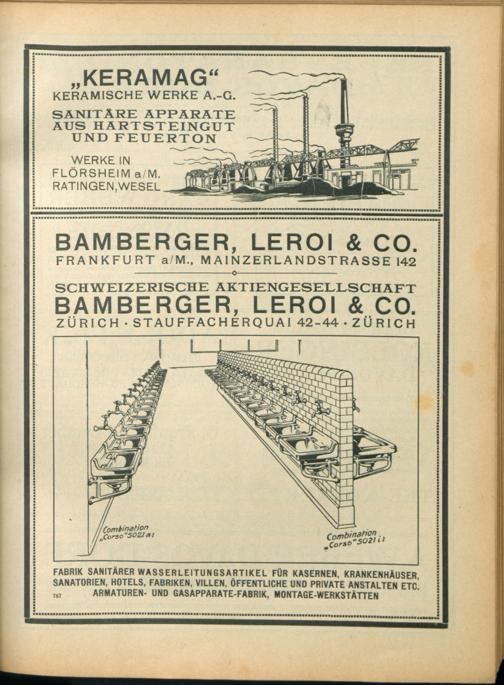 „KERAMAG“
KERAMISCHE WERKE A.-G.
SANITÄRE APPARATE
AUS HARTSTEINGUT
UND FEUERTON
WERKE IN
FLÖRSHEIM a/M.
RATINGEN, WESEL
BAMBERGER, LEROI & CO.
FRANKFURT a/M., MAINZERLANDSTRASSE 142
SCHWEIZERISCHE AKTIENGESELLSCHAFT
BAMBERGER, LEROI & CO.
ZÜRICH · STAUFFACHERQUAI 42-44 · ZÜRICH
Combination
„Corso" 5021 a:
Combination
„Corso" 5021 i:
FABRIK SANITÄRER WASSERLEITUNGSARTIKEL FÜR KASERNEN, KRANKENHÄUSER,
SANATORIEN, HOTELS, FABRIKEN, VILLEN, ÖFFENTLICHE UND PRIVATE ANSTALTEN ETC.
767 ARMATUREN- UND GASAPPARATE-FABRIK, MONTAGE-WERKSTÄTTEN